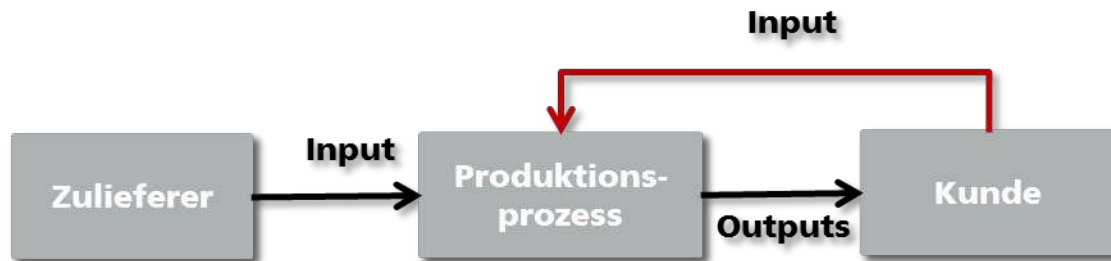 Input
Zulieferer
Input
Produktions-
prozess
Outputs
Kunde